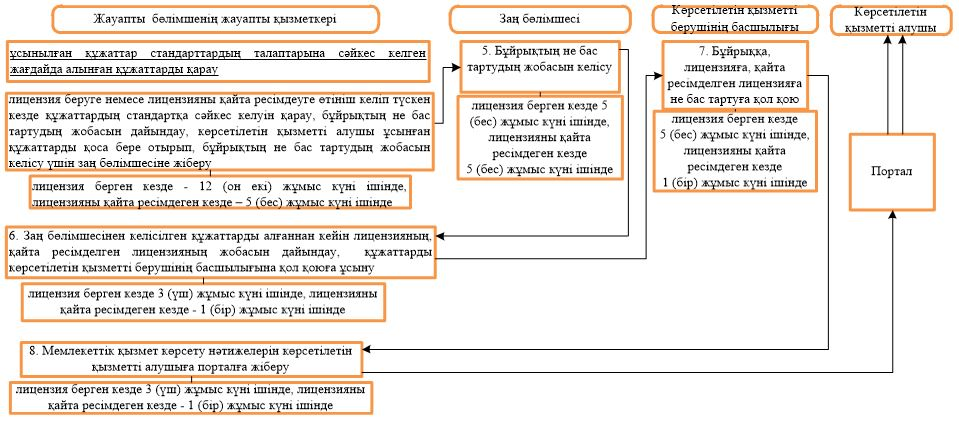 Жауапты бөлімшенің жауапты қызметкері
Заң бөлімшесі
Көрсетілетін қызметті
берушінің басшылығы
Көрсетілетін
қызметті алушы
ұсынылған құжаттар стандарттардың талаптарына сәйкес келген
жағдайда алынған құжаттарды қарау
лицензия беруге немесе лицензияны қайта ресімдеуге өтініш келіп түскен
кезде құжаттардың стандартқа сәйкес келуін қарау, бұйрықтың не бас
тартудың жобасын дайындау, көрсетілетін қызметті алушы ұсынған
құжаттарды қоса бере отырып, бұйрықтың не бас тартудың жобасын
келісу үшін заң бөлімшесіне жіберу
лицензия берген кезде - 12 (он екі) жұмыс күні ішінде,
лицензияны қайта ресімдеген кезде – 5 (бес) жұмыс күні ішінде
5. Бұйрықтың не бас
тартудың жобасын келісу
лицензия берген кезде 5
(бес) жұмыс күні ішінде,
лицензияны қайта
ресімдеген кезде
5 (бес) жұмыс күні ішінде
7. Бұйрыққа,
лицензияға, қайта
ресімделген лицензияға
не бас тартуға қол қою
лицензия берген кезде
5 (бес) жұмыс күні ішінде,
лицензияны қайта
ресімдеген кезде
1 (бір) жұмыс күні ішінде
Портал
6. Заң бөлімшесінен келісілген құжаттарды алғаннан кейін лицензияның,
қайта ресімделген лицензияның жобасын дайындау, құжаттарды
көрсетілетін қызметті берушінің басшылығына қол қоюға ұсыну
лицензия берген кезде 3 (үш) жұмыс күні ішінде, лицензияны
қайта ресімдеген кезде - 1 (бір) жұмыс күні ішінде
8. Мемлекеттік қызмет көрсету нәтижелерін көрсетілетін
қызметті алушыға порталға жіберу
лицензия берген кезде 3 (үш) жұмыс күні ішінде, лицензияны
қайта ресімдеген кезде - 1 (бір) жұмыс күні ішінде